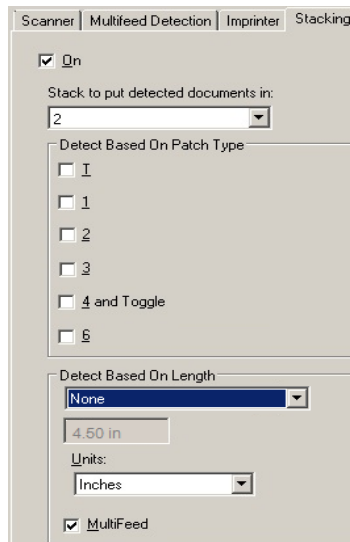 Scanner Multifeed Detection Imprinter Stacking
On
Stack to put detected documents in:
2
Detect Based On Patch Type
T
1
2
3
4 and Toggle
6
Detect Based On Length
None
4.50 in
Units:
Inches
MultiFeed